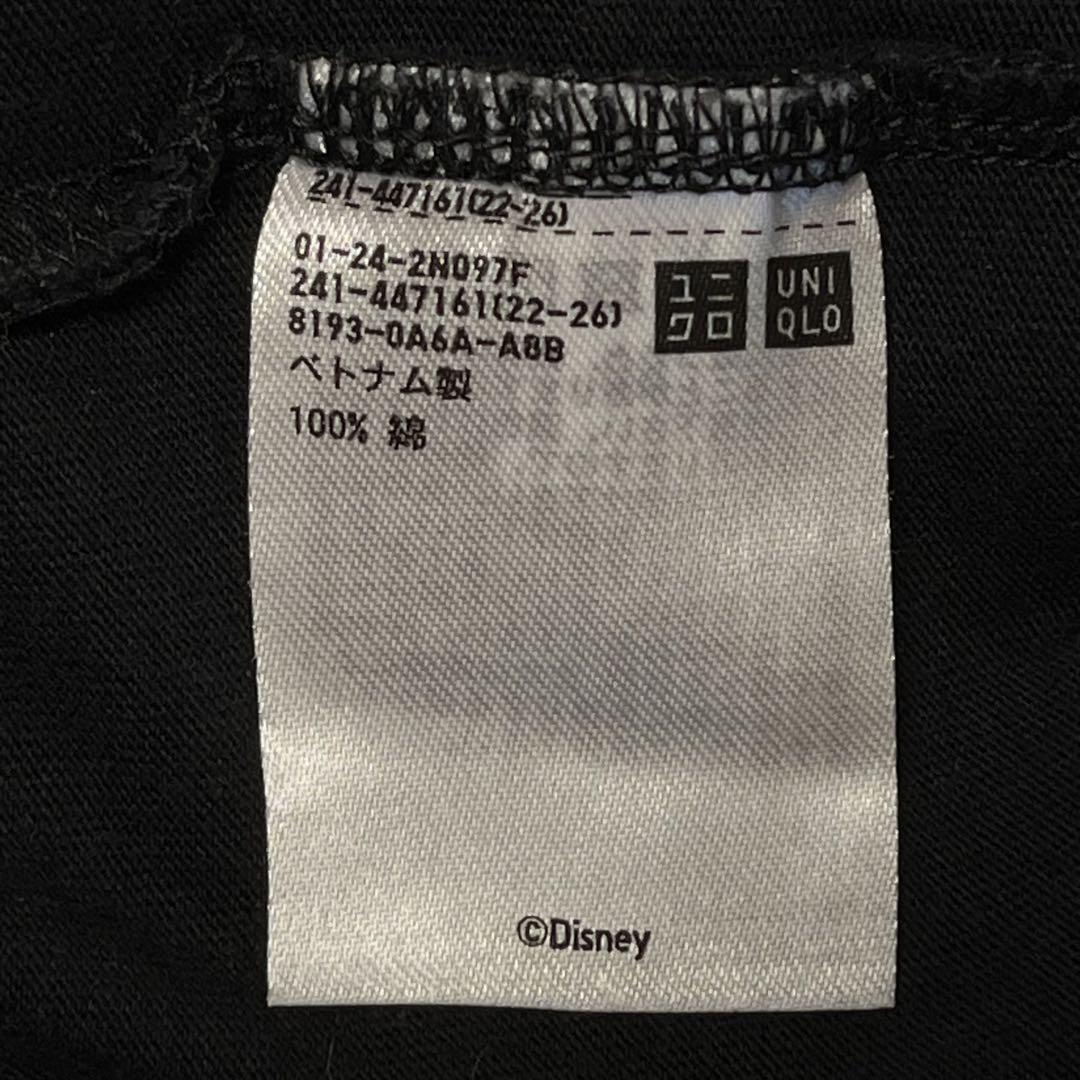 241-447161(22-26)
01-24-2N097F
241-447161(22-26)
8193-0A6A-A8B
ベトナム製
100% 綿
ユニ
クロ
UNI
QLO
©Disney